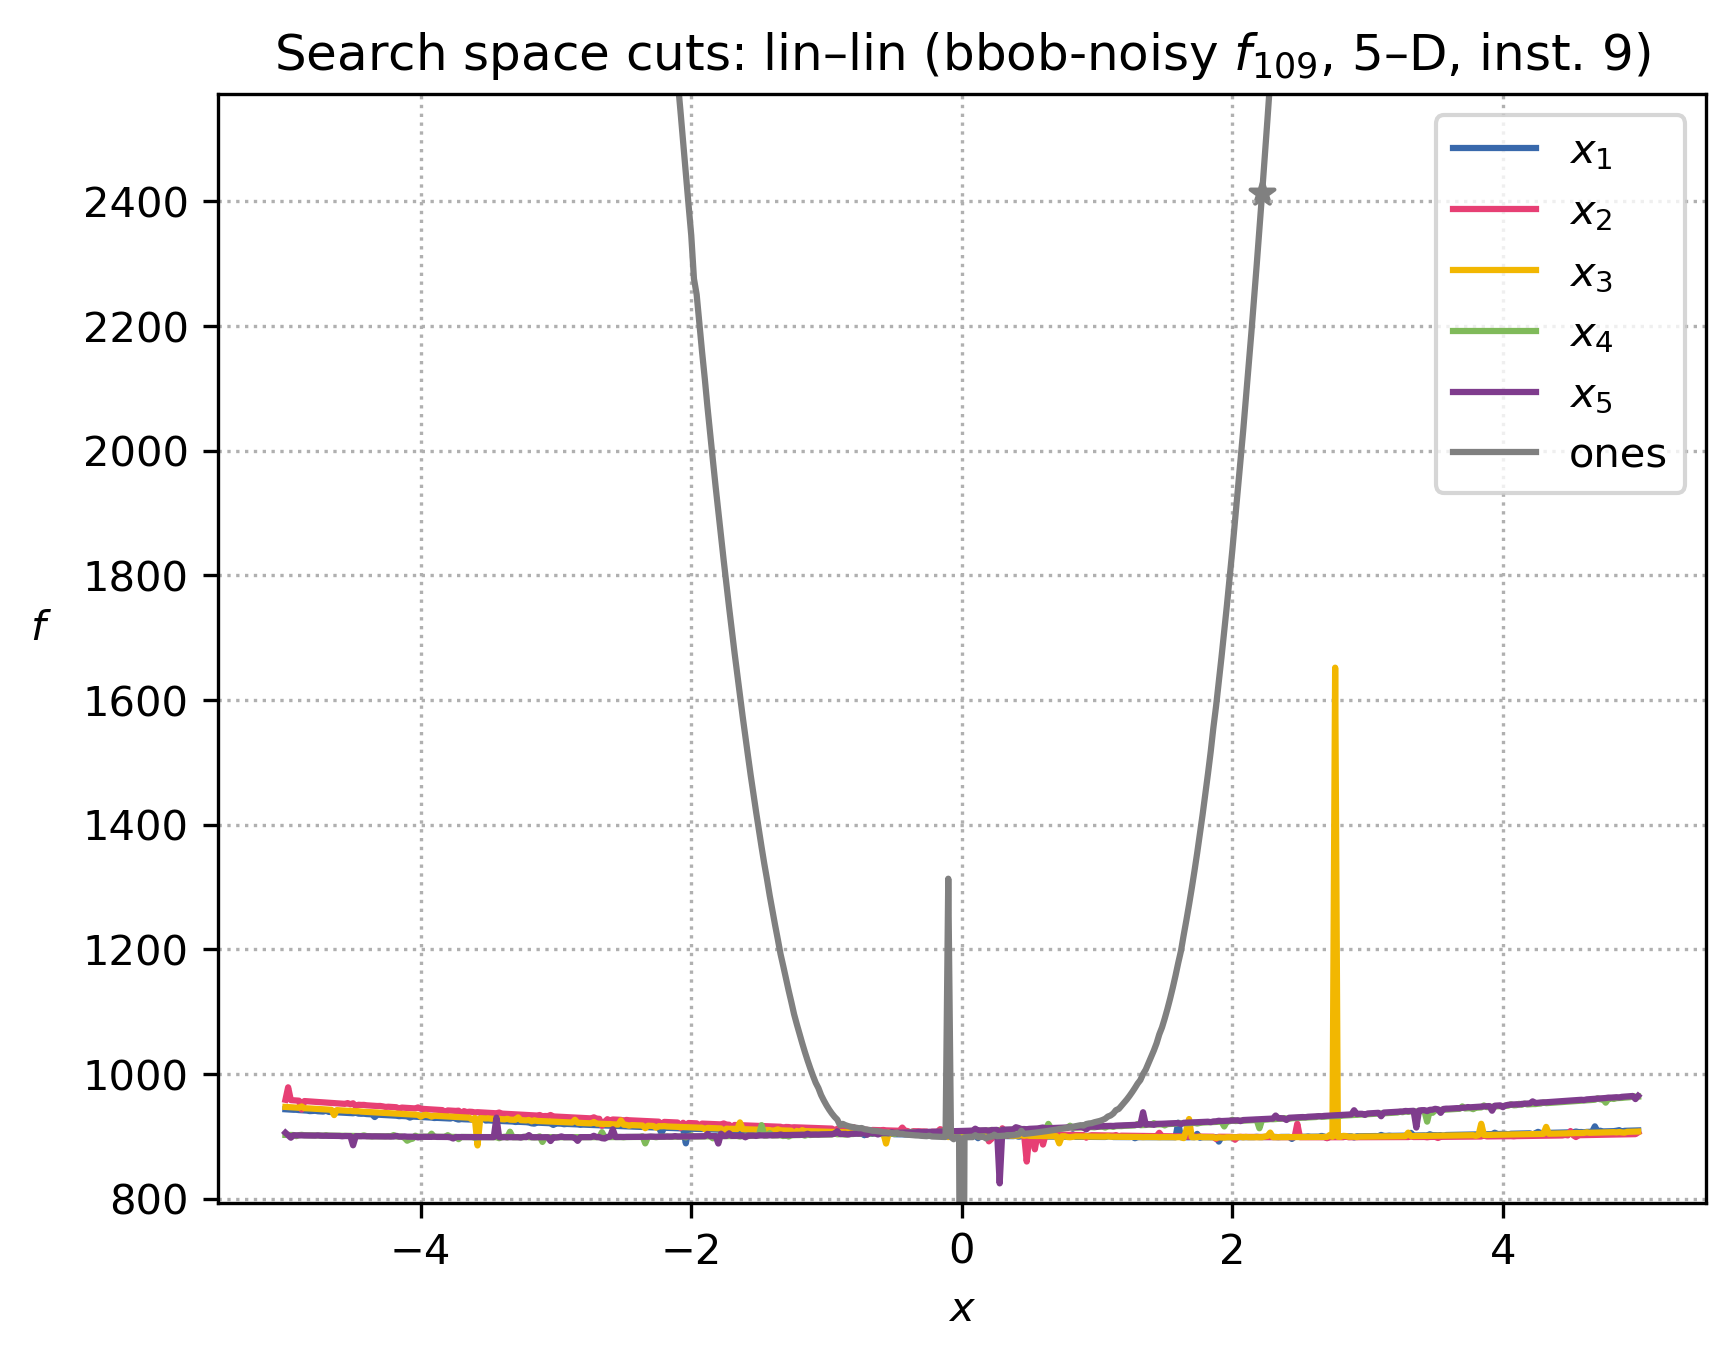 Search space cuts: lin–lin (bbob-noisy f₁₀₉, 5–D, inst. 9)
x₁
x₂
x₃
x₄
x₅
ones
2400
2200
2000
1800
1600
1400
1200
1000
800
f
−4
−2
0
2
4
x